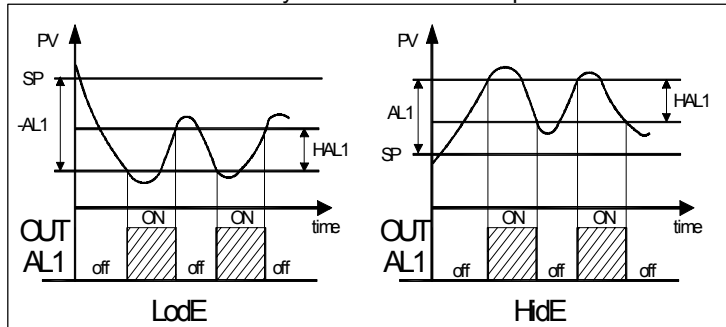 PV
SP
-AL1
HAL1
ON ON time
OUT
AL1 off off off
LodE
PV
AL1
HAL1
SP
ON ON time
OUT
AL1 off off off
HidE